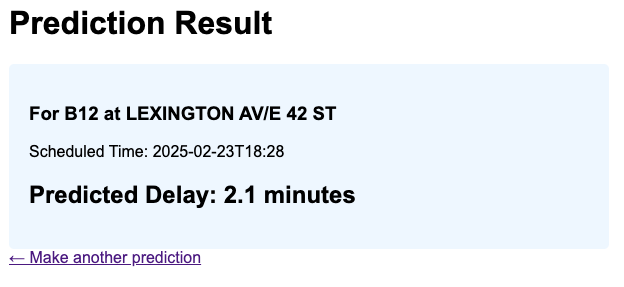 Prediction Result
For B12 at LEXINGTON AV/E 42 ST
Scheduled Time: 2025-02-23T18:28
Predicted Delay: 2.1 minutes
← Make another prediction